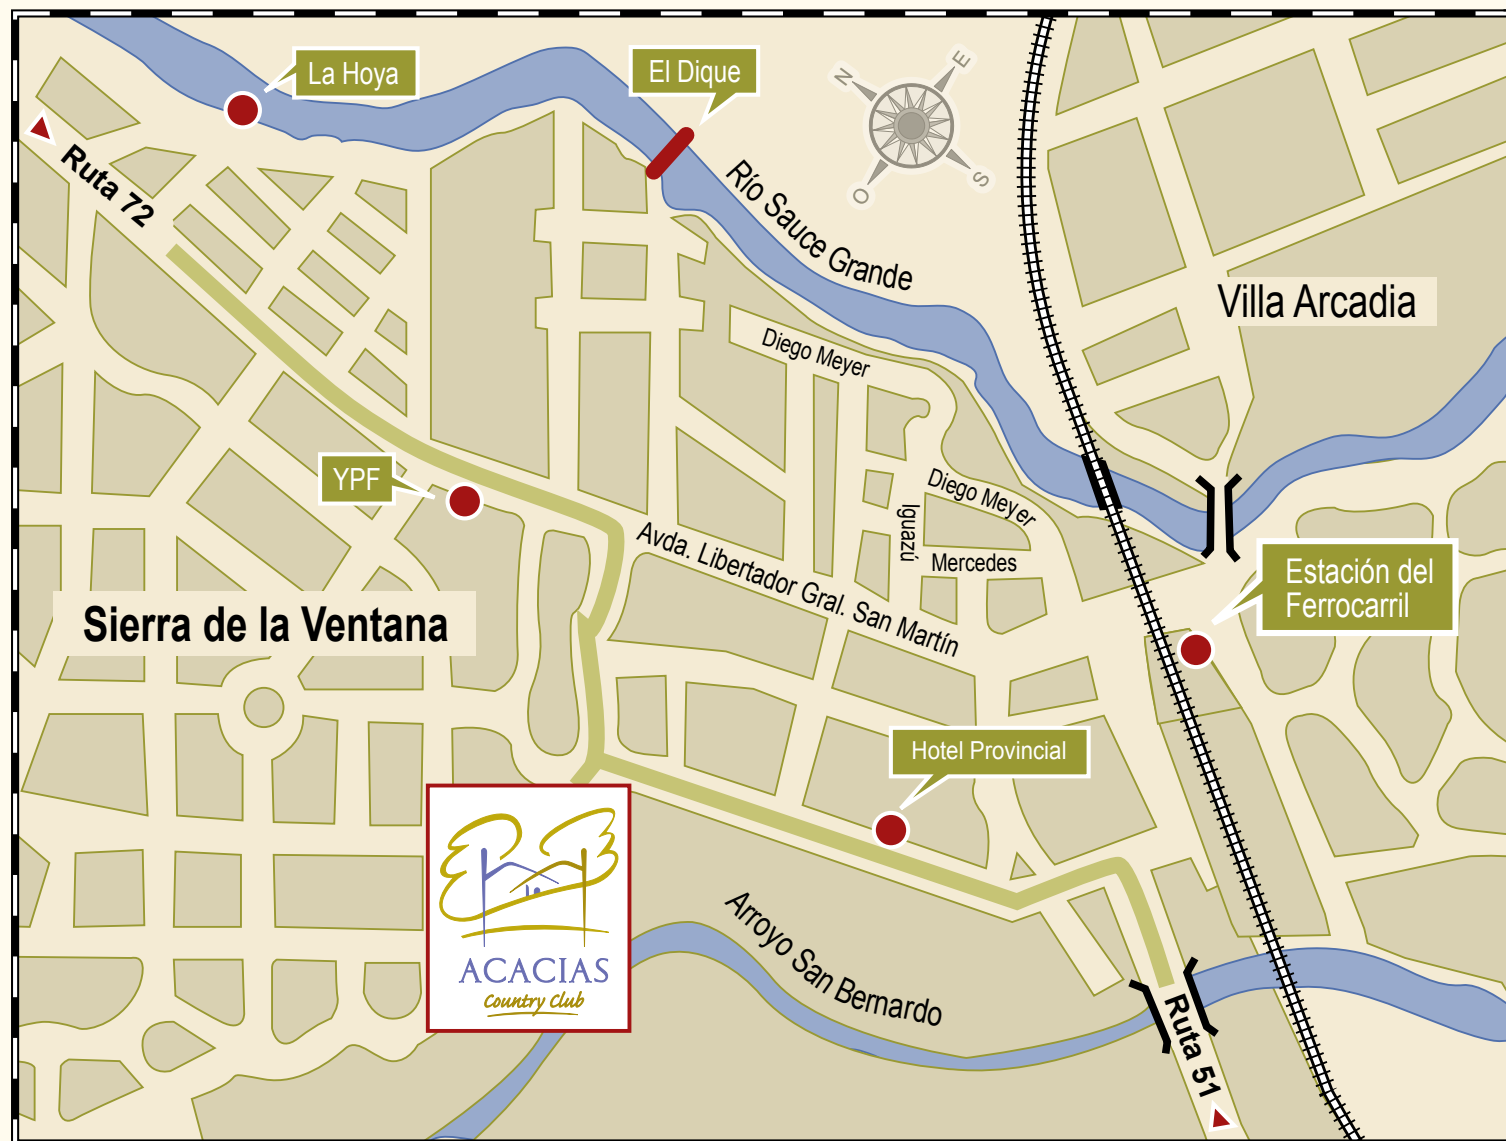 La Hoya
El Dique
N
E
S
O
Ruta 72
Río Sauce Grande
Villa Arcadia
Diego Meyer
YPF
Diego Meyer
Iguazú
Mercedes
Avda. Libertador Gral. San Martín
Estación del
Ferrocarril
Sierra de la Ventana
Hotel Provincial
ACACIAS
Country Club
Arroyo San Bernardo
Ruta 51